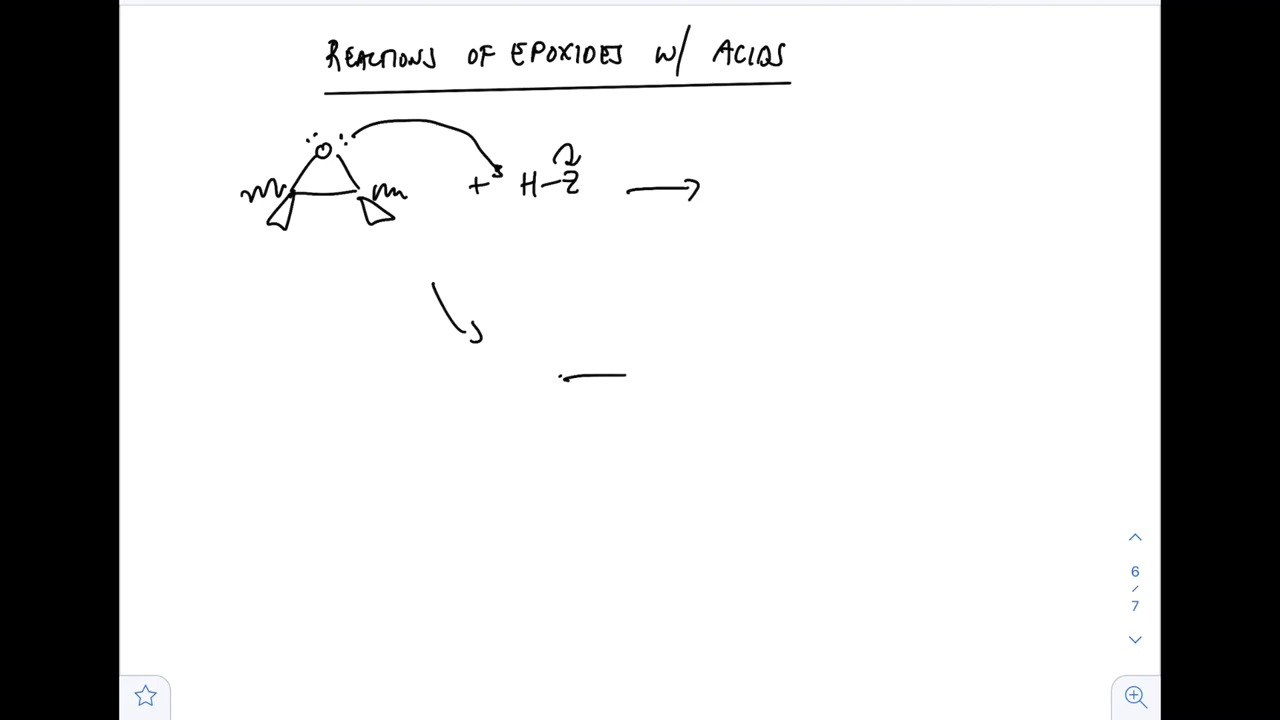 REACTIONS OF EPOXIDES W/ ACIDS
O
+ H-Z
6
/
7